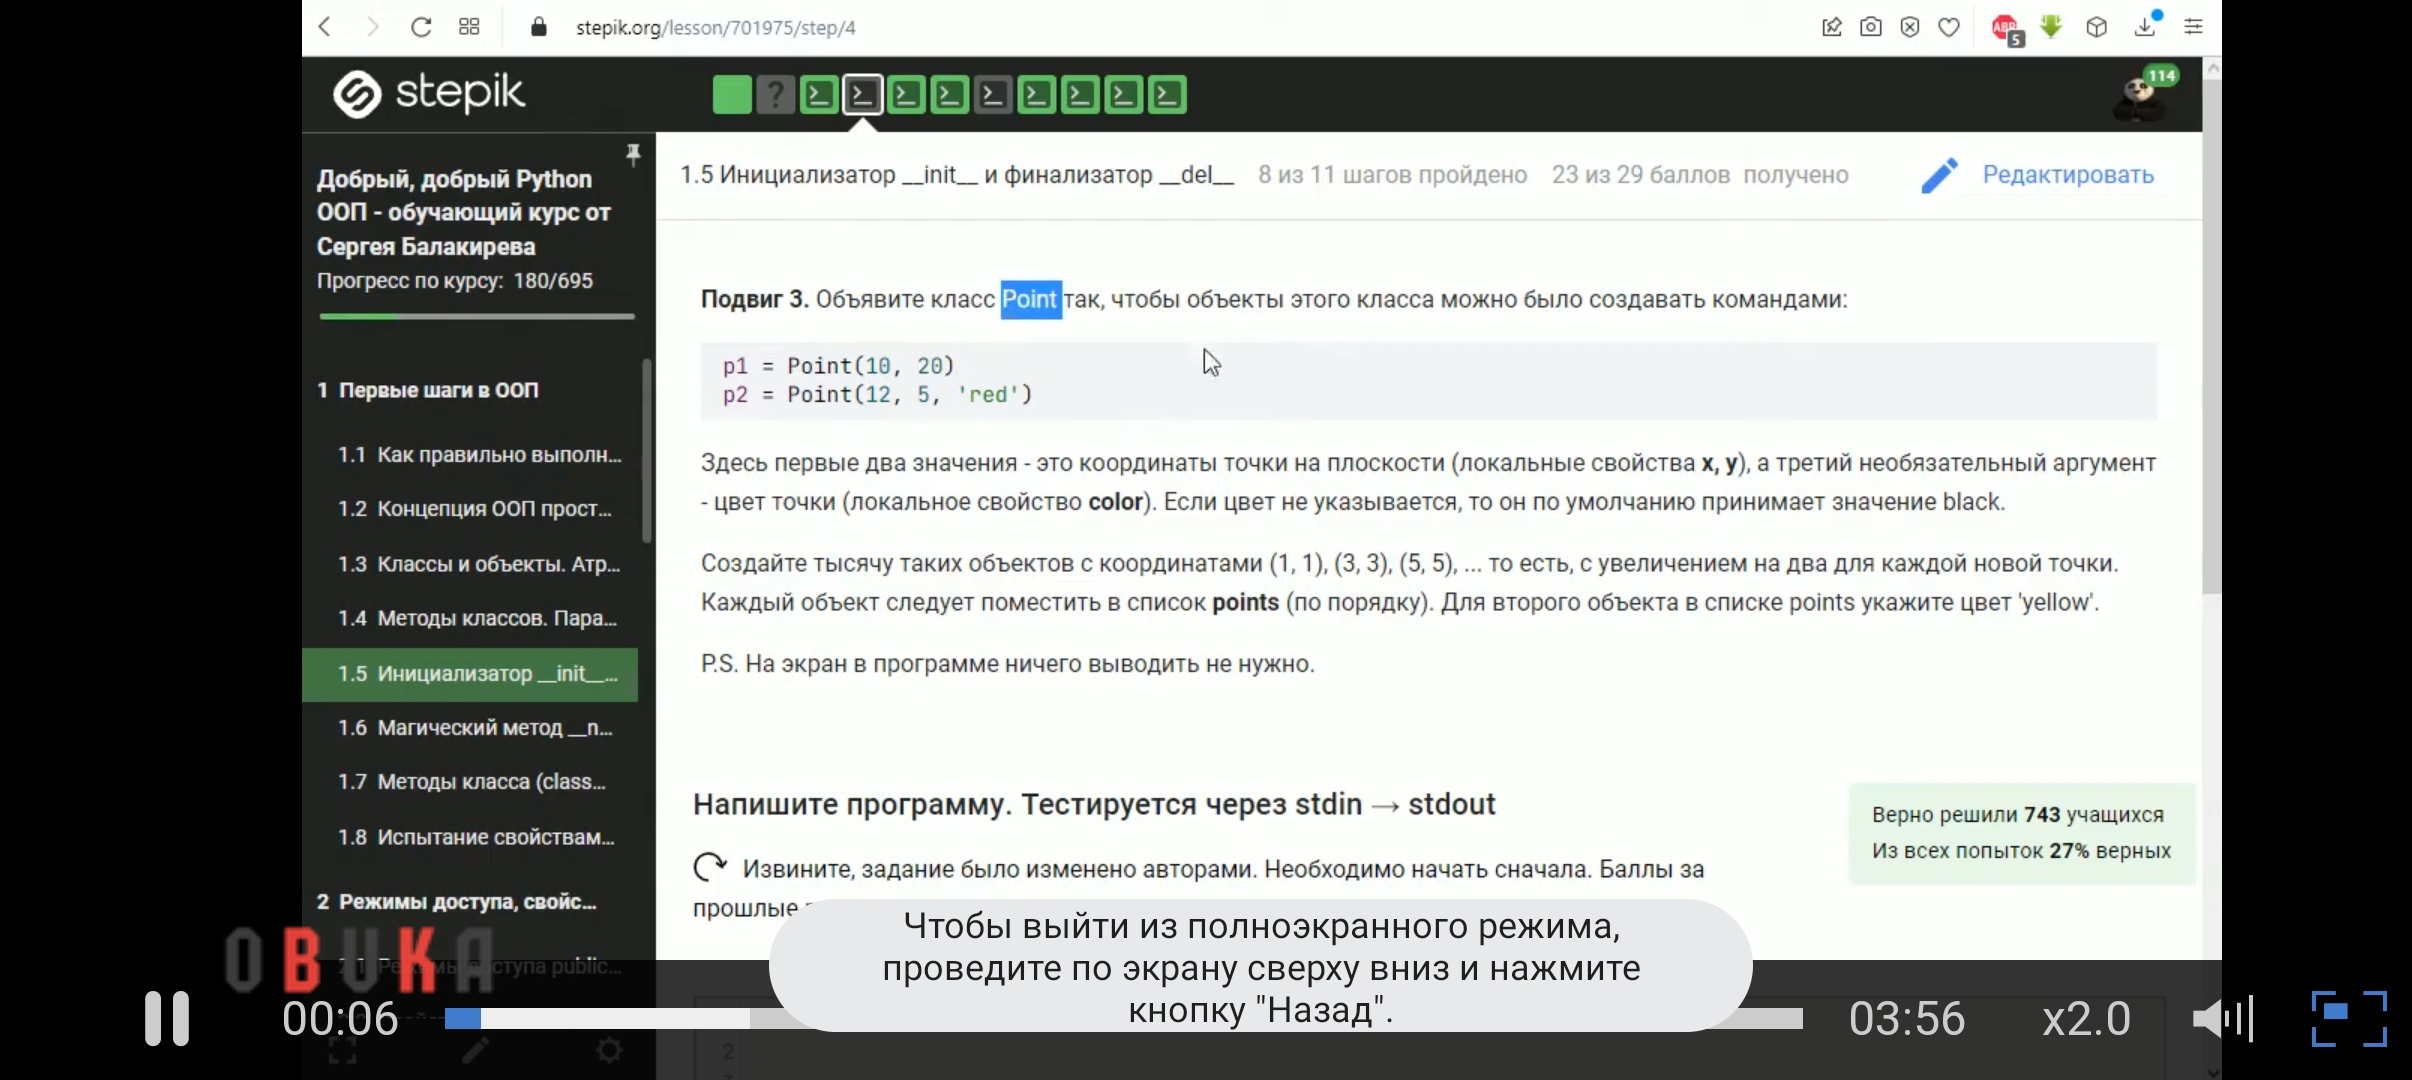 stepik.org/lesson/701975/step/4
ABP
5
stepik
?
114
Добрый, добрый Python
ООП - обучающий курс от
Сергея Балакирева
Прогресс по курсу: 180/695
1 Первые шаги в ООП
1.1 Как правильно выполн...
1.2 Концепция ООП прост...
1.3 Классы и объекты. Атр...
1.4 Методы классов. Пара...
1.5 Инициализатор __init__...
1.6 Магический метод __n...
1.7 Методы класса (class...
1.8 Испытание свойствам...
2 Режимы доступа, свойс...
1.5 Инициализатор __init__ и финализатор __del__ 8 из 11 шагов пройдено 23 из 29 баллов получено
Редактировать
Подвиг 3. Объявите класс Point так, чтобы объекты этого класса можно было создавать командами:
p1 = Point(10, 20)
p2 = Point(12, 5, 'red')
Здесь первые два значения - это координаты точки на плоскости (локальные свойства x, y), а третий необязательный аргумент
- цвет точки (локальное свойство color). Если цвет не указывается, то он по умолчанию принимает значение black.
Создайте тысячу таких объектов с координатами (1, 1), (3, 3), (5, 5), ... то есть, с увеличением на два для каждой новой точки.
Каждый объект следует поместить в список points (по порядку). Для второго объекта в списке points укажите цвет 'yellow'.
P.S. На экран в программе ничего выводить не нужно.
Напишите программу. Тестируется через stdin → stdout
Верно решили 743 учащихся
Из всех попыток 27% верных
Извините, задание было изменено авторами. Необходимо начать сначала. Баллы за
прошлые
Чтобы выйти из полноэкранного режима,
проведите по экрану сверху вниз и нажмите
кнопку "Назад".
OBUKA
00:06
03:56
x2.0
2